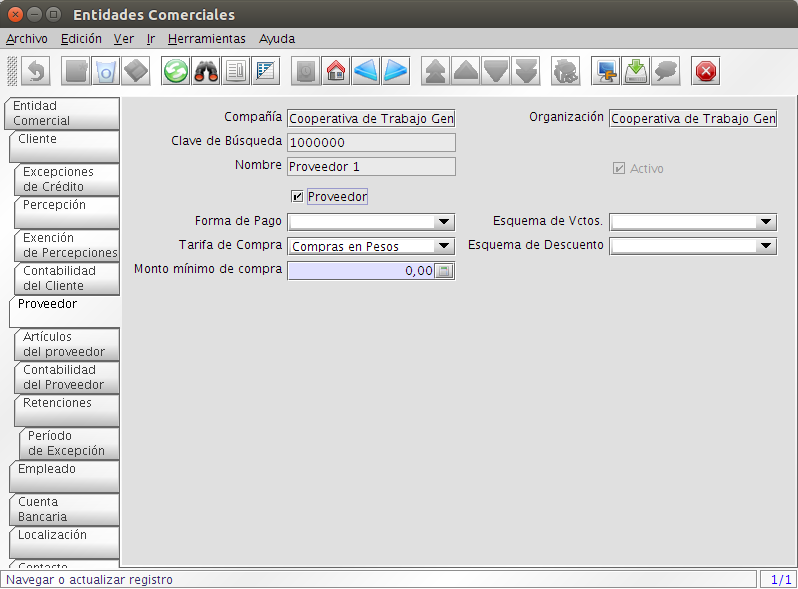 Entidades Comerciales
Archivo Edición Ver Ir Herramientas Ayuda
Entidad
Comercial
Cliente
Excepciones
de Crédito
Percepción
Exención
de Percepciones
Contabilidad
del Cliente
Proveedor
Artículos
del proveedor
Contabilidad
del Proveedor
Retenciones
Período
de Excepción
Empleado
Cuenta
Bancaria
Localización
Contacto
Compañía Cooperativa de Trabajo Gen Organización Cooperativa de Trabajo Gen
Clave de Búsqueda 1000000
Nombre Proveedor 1 Activo
Proveedor
Forma de Pago Esquema de Vctos.
Tarifa de Compra Compras en Pesos Esquema de Descuento
Monto mínimo de compra 0,00
Navegar o actualizar registro 1/1